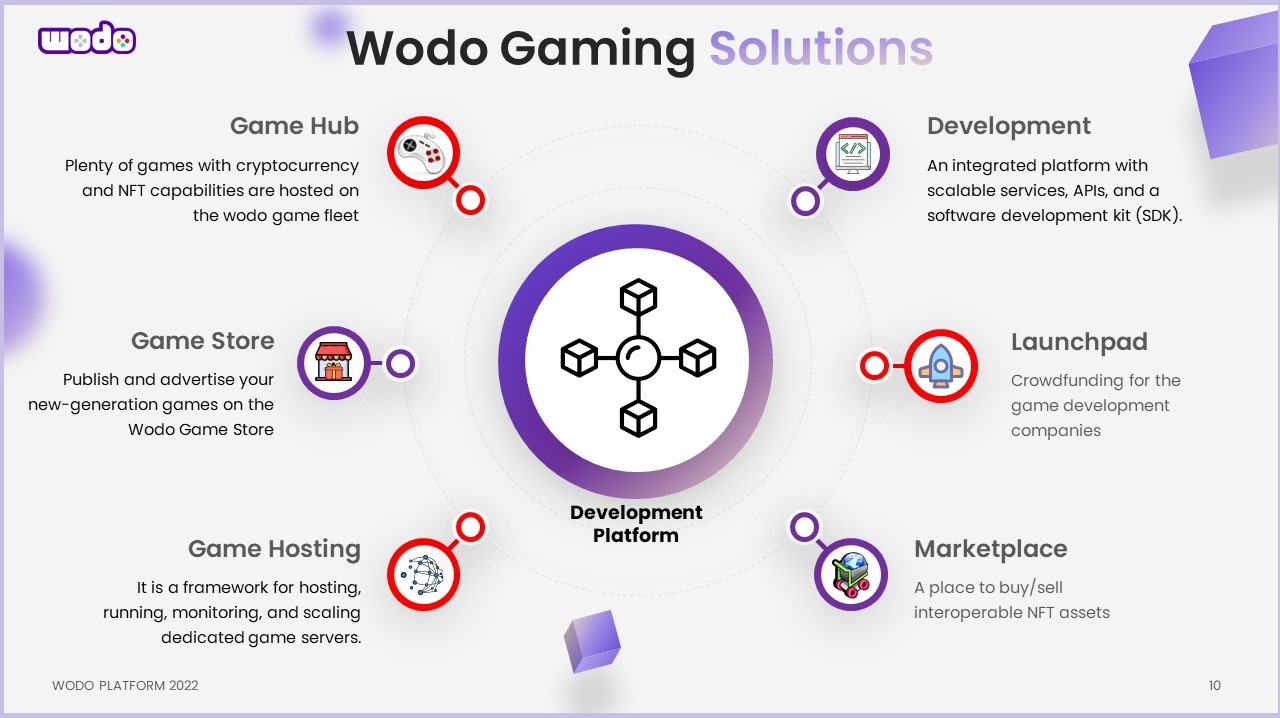 wodo
Wodo Gaming Solutions
Game Hub
Plenty of games with cryptocurrency
and NFT capabilities are hosted on
the wodo game fleet
Development
An integrated platform with
scalable services, APIs, and a
software development kit (SDK).
Game Store
Publish and advertise your
new-generation games on the
Wodo Game Store
Launchpad
Crowdfunding for the
game development
companies
Development
Platform
Game Hosting
It is a framework for hosting,
running, monitoring, and scaling
dedicated game servers.
Marketplace
A place to buy/sell
interoperable NFT assets
WODO PLATFORM 2022
10